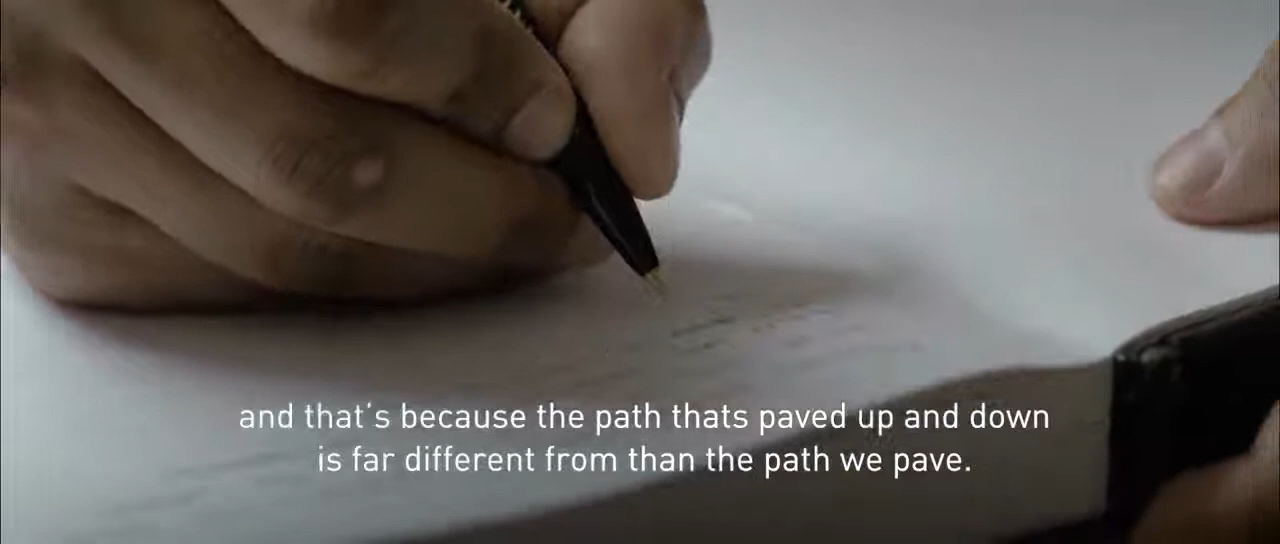 and that's because the path thats paved up and down
is far different from than the path we pave.